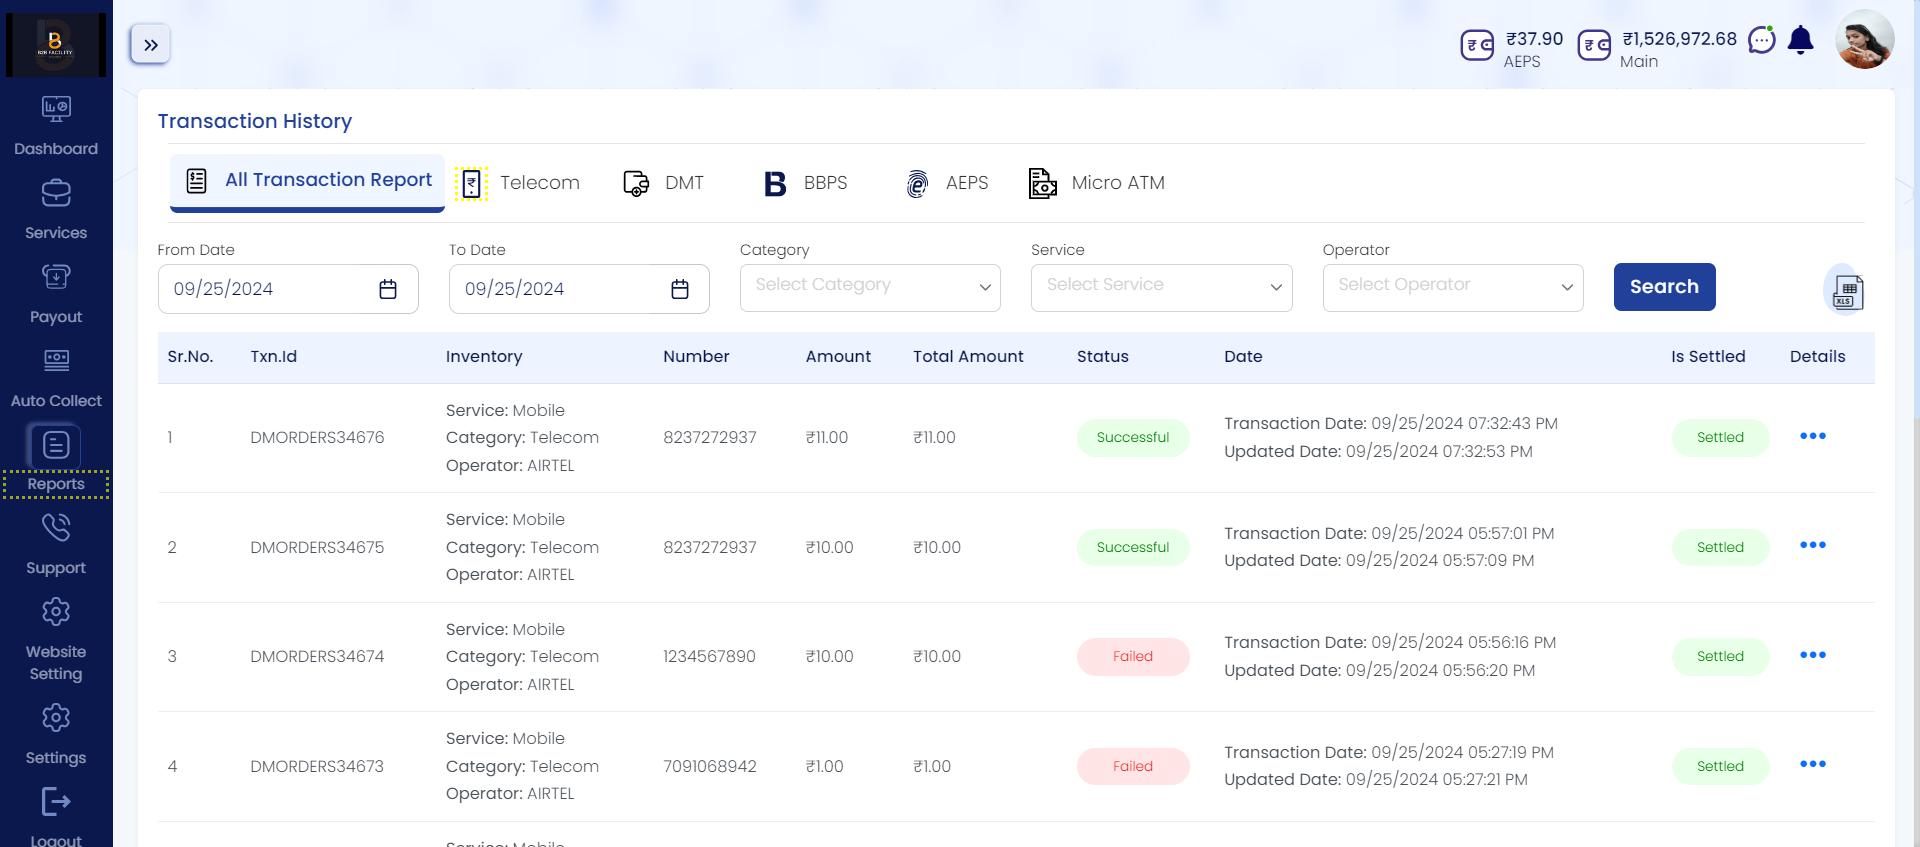 B2B FACILITY
Dashboard
Services
Payout
Auto Collect
Reports
Support
Website
Setting
Settings
Logout
₹37.90
AEPS
₹1,526,972.68
Main
Transaction History
All Transaction Report
Telecom
DMT
BBPS
AEPS
Micro ATM
From Date
To Date
Category
Service
Operator
09/25/2024
09/25/2024
Select Category
Select Service
Select Operator
Search
XLS
Sr.No. Txn.Id Inventory Number Amount Total Amount Status Date Is Settled Details
Service: Mobile
Category: Telecom
Operator: AIRTEL
1 DMORDERS34676 8237272937 ₹11.00 ₹11.00 Successful
Transaction Date: 09/25/2024 07:32:43 PM
Updated Date: 09/25/2024 07:32:53 PM
Settled
Service: Mobile
Category: Telecom
Operator: AIRTEL
2 DMORDERS34675 8237272937 ₹10.00 ₹10.00 Successful
Transaction Date: 09/25/2024 05:57:01 PM
Updated Date: 09/25/2024 05:57:09 PM
Settled
Service: Mobile
Category: Telecom
Operator: AIRTEL
3 DMORDERS34674 1234567890 ₹10.00 ₹10.00 Failed
Transaction Date: 09/25/2024 05:56:16 PM
Updated Date: 09/25/2024 05:56:20 PM
Settled
Service: Mobile
Category: Telecom
Operator: AIRTEL
4 DMORDERS34673 7091068942 ₹1.00 ₹1.00 Failed
Transaction Date: 09/25/2024 05:27:19 PM
Updated Date: 09/25/2024 05:27:21 PM
Settled
Service: Mobile